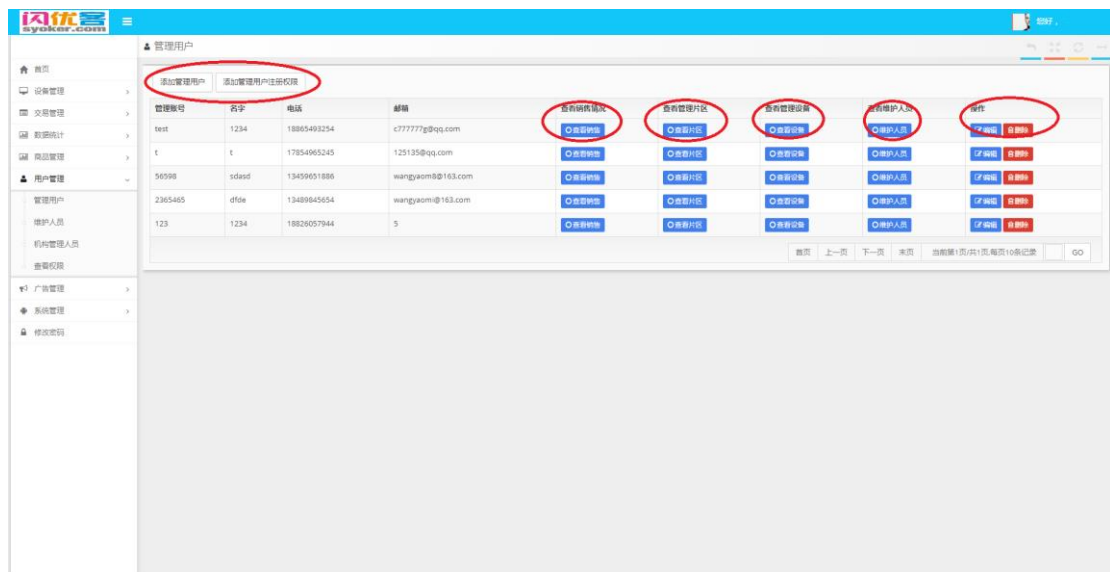 闪优客
syoker.com
您好，
管理用户
首页
设备管理
交易管理
数据统计
商品管理
用户管理
管理用户
维护人员
机构管理人员
查看权限
广告管理
系统管理
修改密码
添加管理用户 添加管理用户注册权限
管理账号 名字 电话 邮箱 查看销售情况 查看管理片区 查看管理设备 查看维护人员 操作
test 1234 18865493254 c777777g@qq.com 查看销售 查看片区 查看设备 维护人员 编辑 删除
t t 17854965245 125135@qq.com 查看销售 查看片区 查看设备 维护人员 编辑 删除
56598 sdasd 13459651886 wangyaom8@163.com 查看销售 查看片区 查看设备 维护人员 编辑 删除
2365465 dfde 13489845654 wangyaomi@163.com 查看销售 查看片区 查看设备 维护人员 编辑 删除
123 1234 18826057944 5 查看销售 查看片区 查看设备 维护人员 编辑 删除
首页 上一页 下一页 末页 当前第1页/共1页,每页10条记录 GO